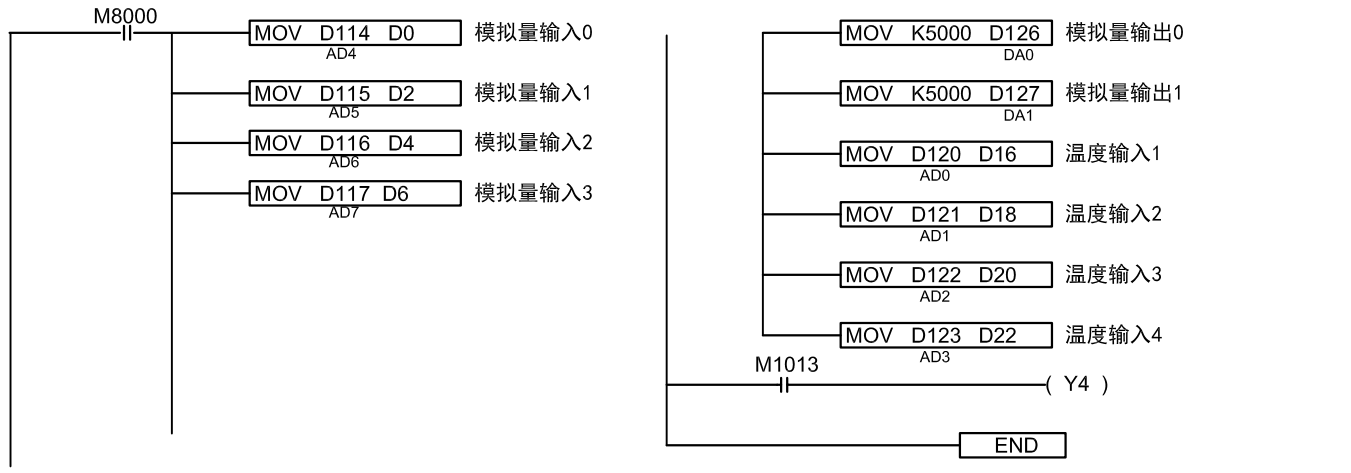 M8000
MOV D114 D0 模拟量输入0
AD4
MOV D115 D2 模拟量输入1
AD5
MOV D116 D4 模拟量输入2
AD6
MOV D117 D6 模拟量输入3
AD7
MOV K5000 D126 模拟量输出0
DA0
MOV K5000 D127 模拟量输出1
DA1
MOV D120 D16 温度输入1
AD0
MOV D121 D18 温度输入2
AD1
MOV D122 D20 温度输入3
AD2
MOV D123 D22 温度输入4
AD3
M1013
( Y4 )
END